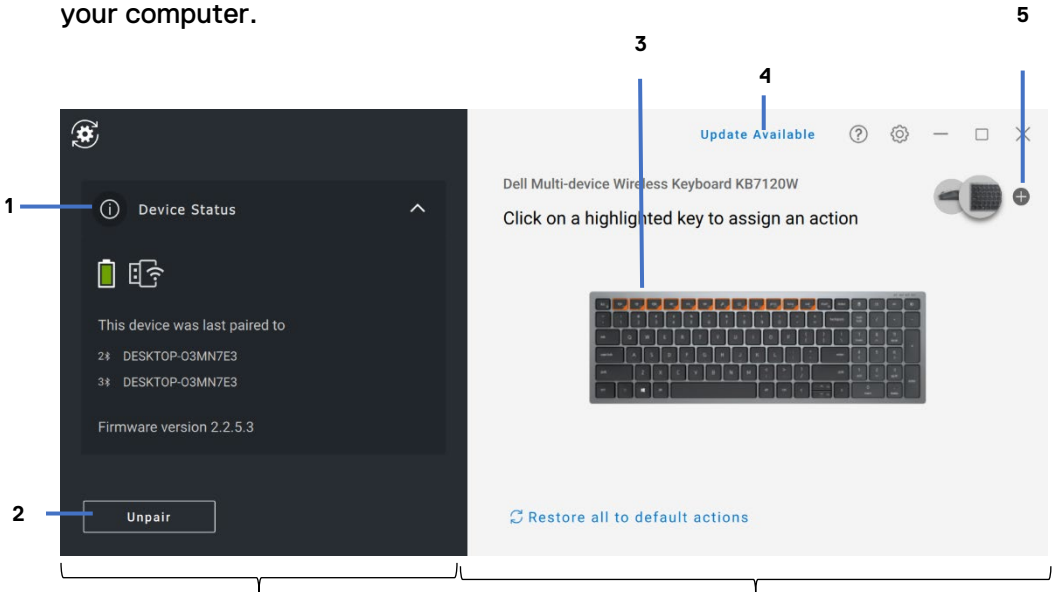 your computer.
5
3
4
Update Available
Dell Multi-device Wireless Keyboard KB7120W
1
Device Status
Click on a highlighted key to assign an action
This device was last paired to
2 DESKTOP-03MN7E3
3 DESKTOP-03MN7E3
Firmware version 2.2.5.3
2
Unpair
Restore all to default actions